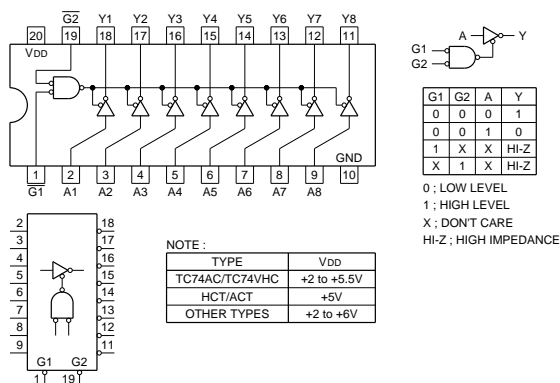 G2 Y1 Y2 Y3 Y4 Y5 Y6 Y7 Y8
20 19 18 17 16 15 14 13 12 11
VDD
GND
1 2 3 4 5 6 7 8 9 10
G1 A1 A2 A3 A4 A5 A6 A7 A8
A Y
G1
G2
G1 G2 A Y
0 0 0 1
0 0 1 0
1 X X HI-Z
X 1 X HI-Z
0 ; LOW LEVEL
1 ; HIGH LEVEL
X ; DON'T CARE
HI-Z ; HIGH IMPEDANCE
2 18
3 17
4 16
5 15
6 14
7 13
8 12
9 11
G1 G2
1 19
NOTE :
TYPE VDD
TC74AC/TC74VHC +2 to +5.5V
HCT/ACT +5V
OTHER TYPES +2 to +6V